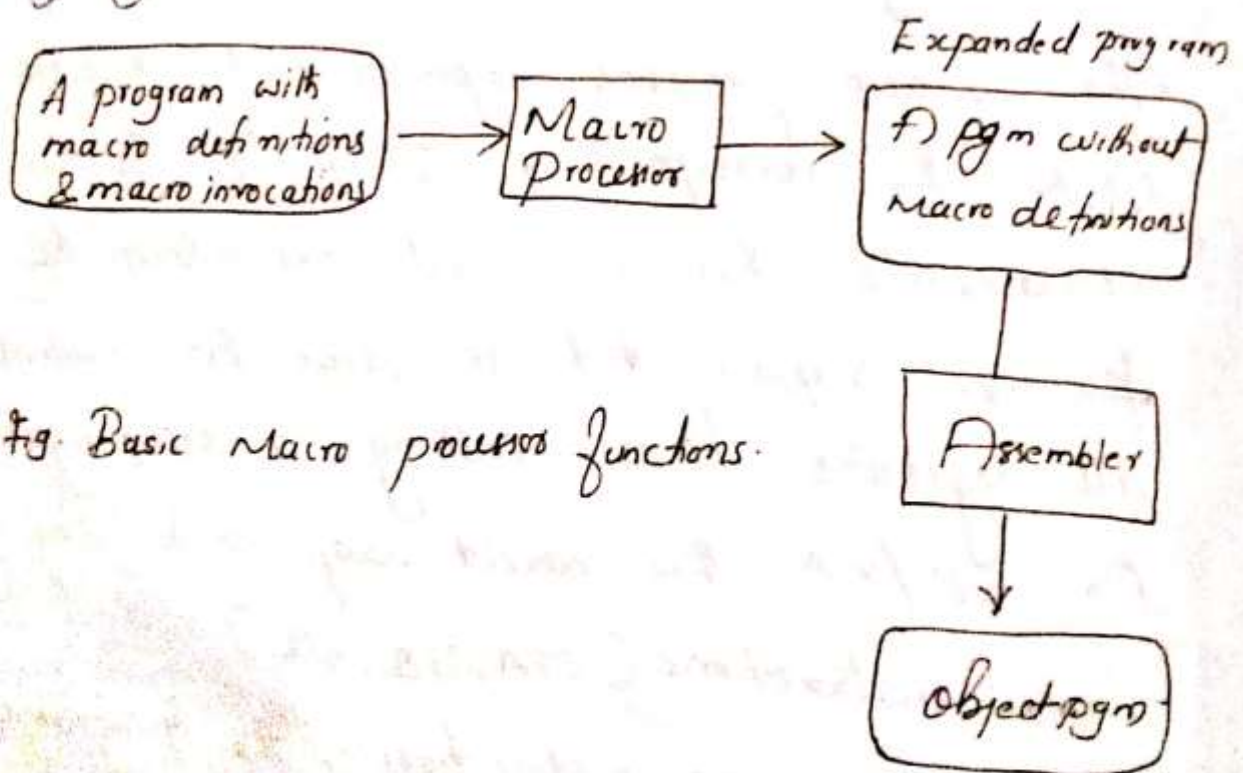 Expanded program
A program with
macro definitions
& macro invocations
Macro
Processor
A pgm without
Macro definitions
Assembler
Fig. Basic Macro processor functions.
Object pgm